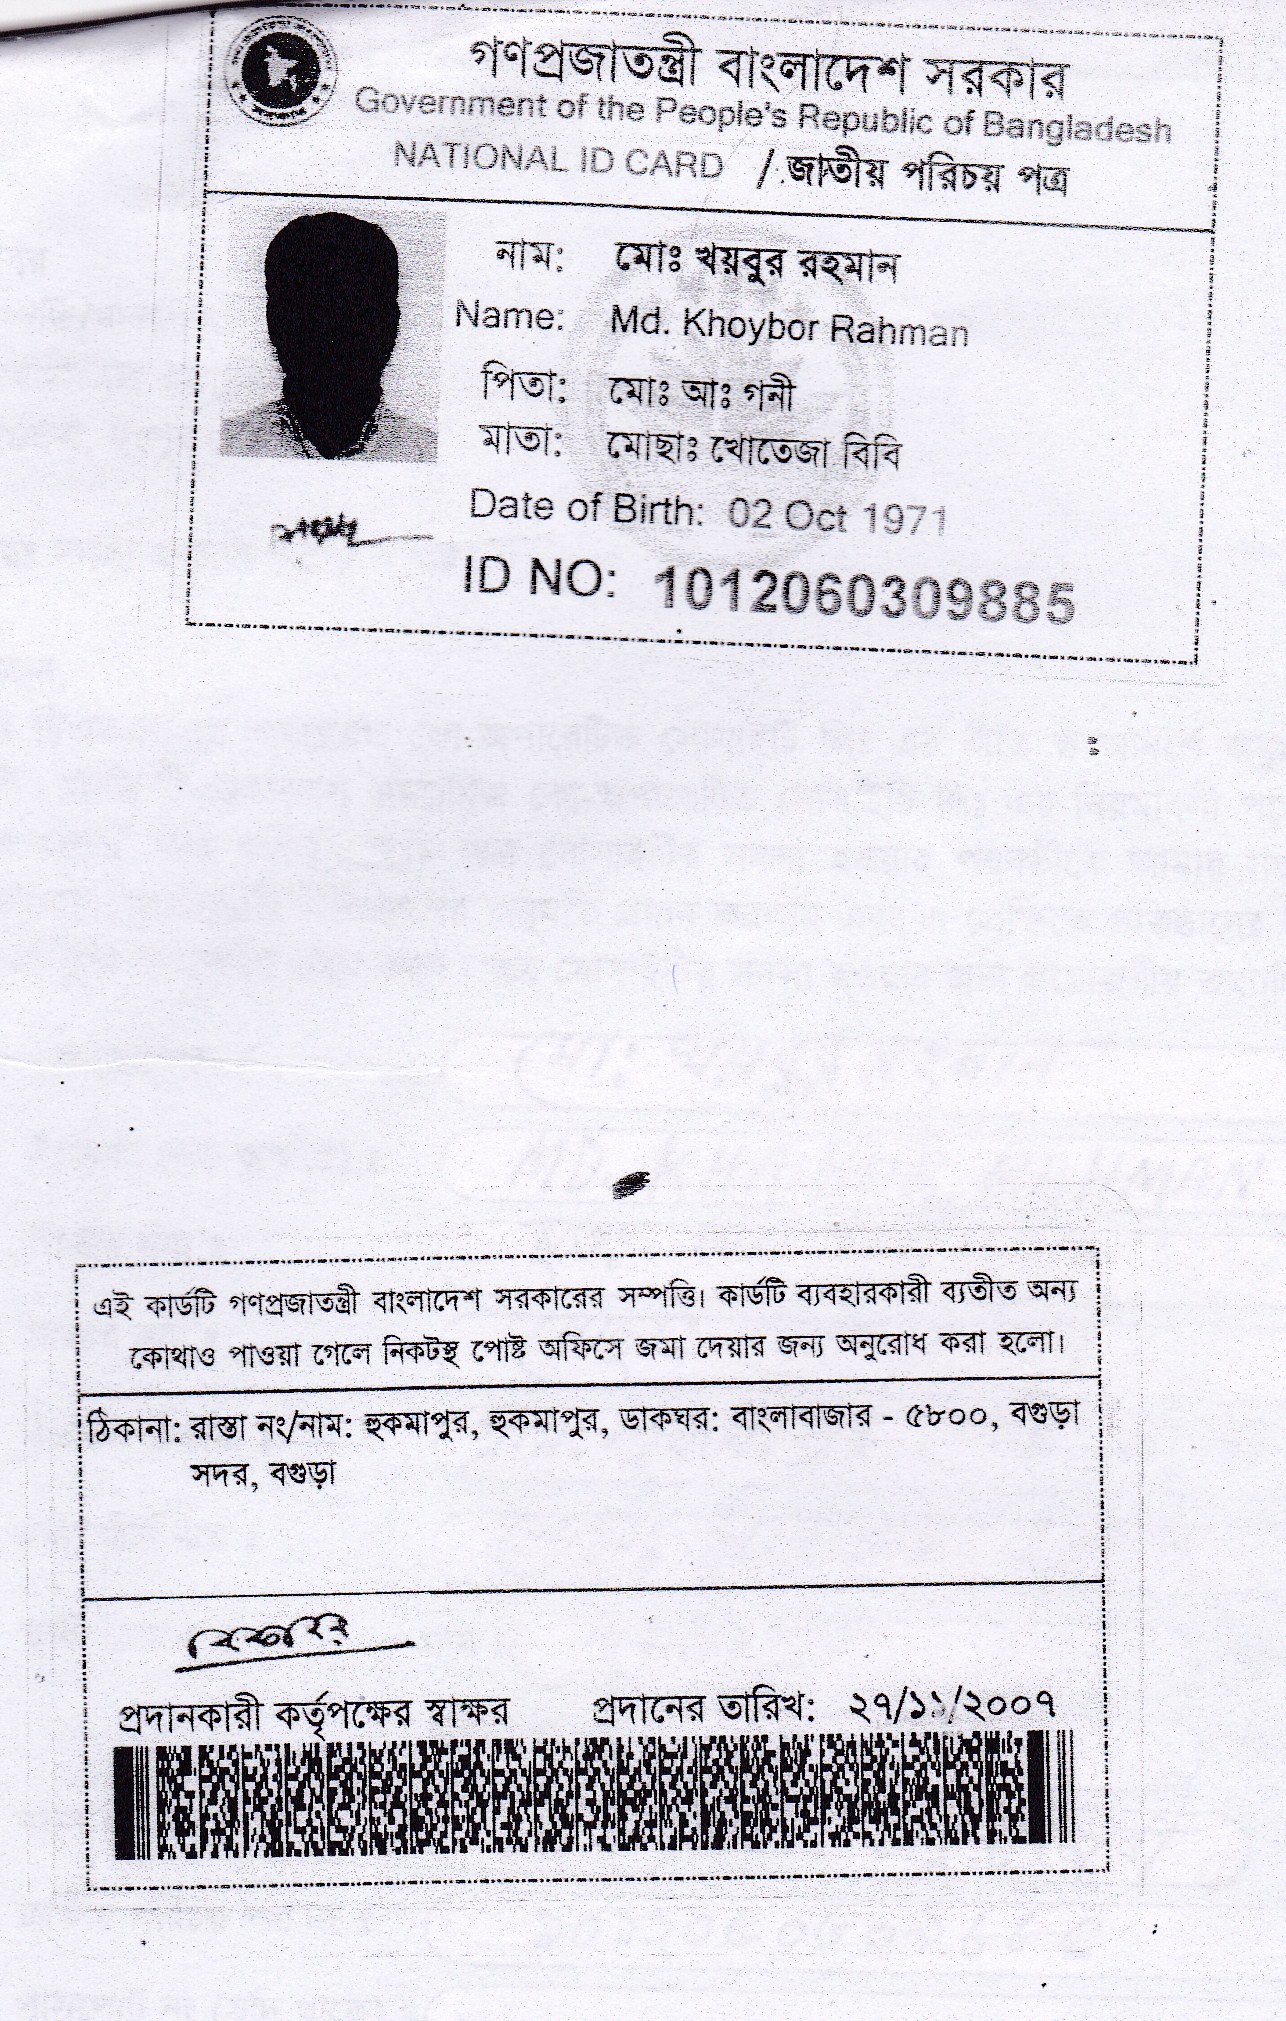 গণপ্রজাতন্ত্রী বাংলাদেশ সরকার
Government of the People's Republic of Bangladesh
NATIONAL ID CARD / জাতীয় পরিচয় পত্র
নাম: মোঃ খয়বুর রহমান
Name: Md. Khoybor Rahman
পিতা: মোঃ আঃ গনী
মাতা: মোছাঃ খোতেজা বিবি
Date of Birth: 02 Oct 1971
ID NO: 1012060309885
এই কার্ডটি গণপ্রজাতন্ত্রী বাংলাদেশ সরকারের সম্পত্তি। কার্ডটি ব্যবহারকারী ব্যতীত অন্য
কোথাও পাওয়া গেলে নিকটস্থ পোষ্ট অফিসে জমা দেয়ার জন্য অনুরোধ করা হলো।
ঠিকানা: রাস্তা নং/নাম: হুকমাপুর, হুকমাপুর, ডাকঘর: বাংলাবাজার - ৫৮০০, বগুড়া
সদর, বগুড়া
প্রদানকারী কর্তৃপক্ষের স্বাক্ষর প্রদানের তারিখ: ২৭/১১/২০০৭